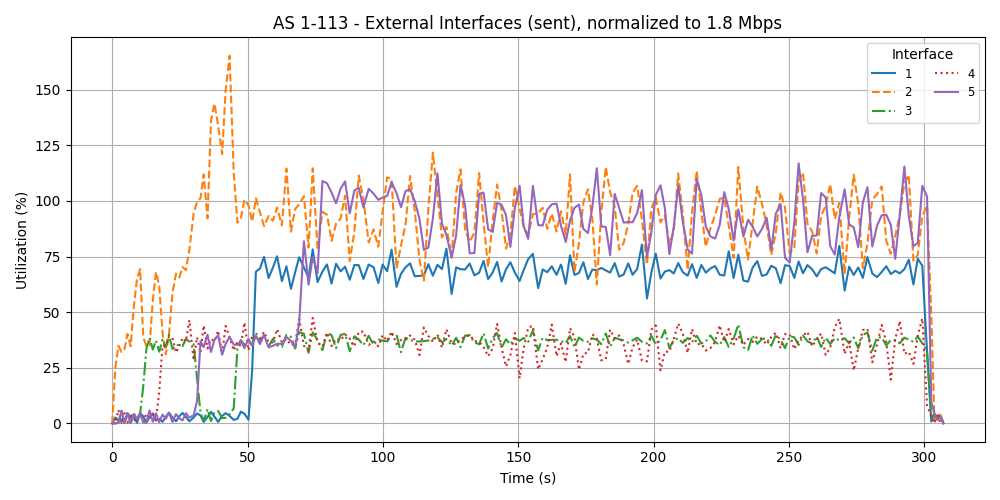 AS 1-113 - External Interfaces (sent), normalized to 1.8 Mbps
Utilization (%)
150
125
100
75
50
25
0
0 50 100 150 200 250 300
Time (s)
Interface
1 4
2 5
3